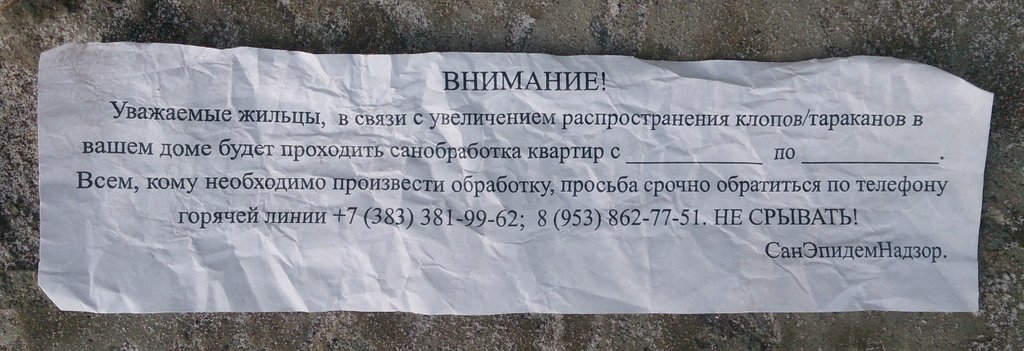 ВНИМАНИЕ!
Уважаемые жильцы, в связи с увеличением распространения клопов/тараканов в
вашем доме будет проходить санобработка квартир с ____________ по ____________.
Всем, кому необходимо произвести обработку, просьба срочно обратиться по телефону
горячей линии +7 (383) 381-99-62; 8 (953) 862-77-51. НЕ СРЫВАТЬ!
СанЭпидемНадзор.